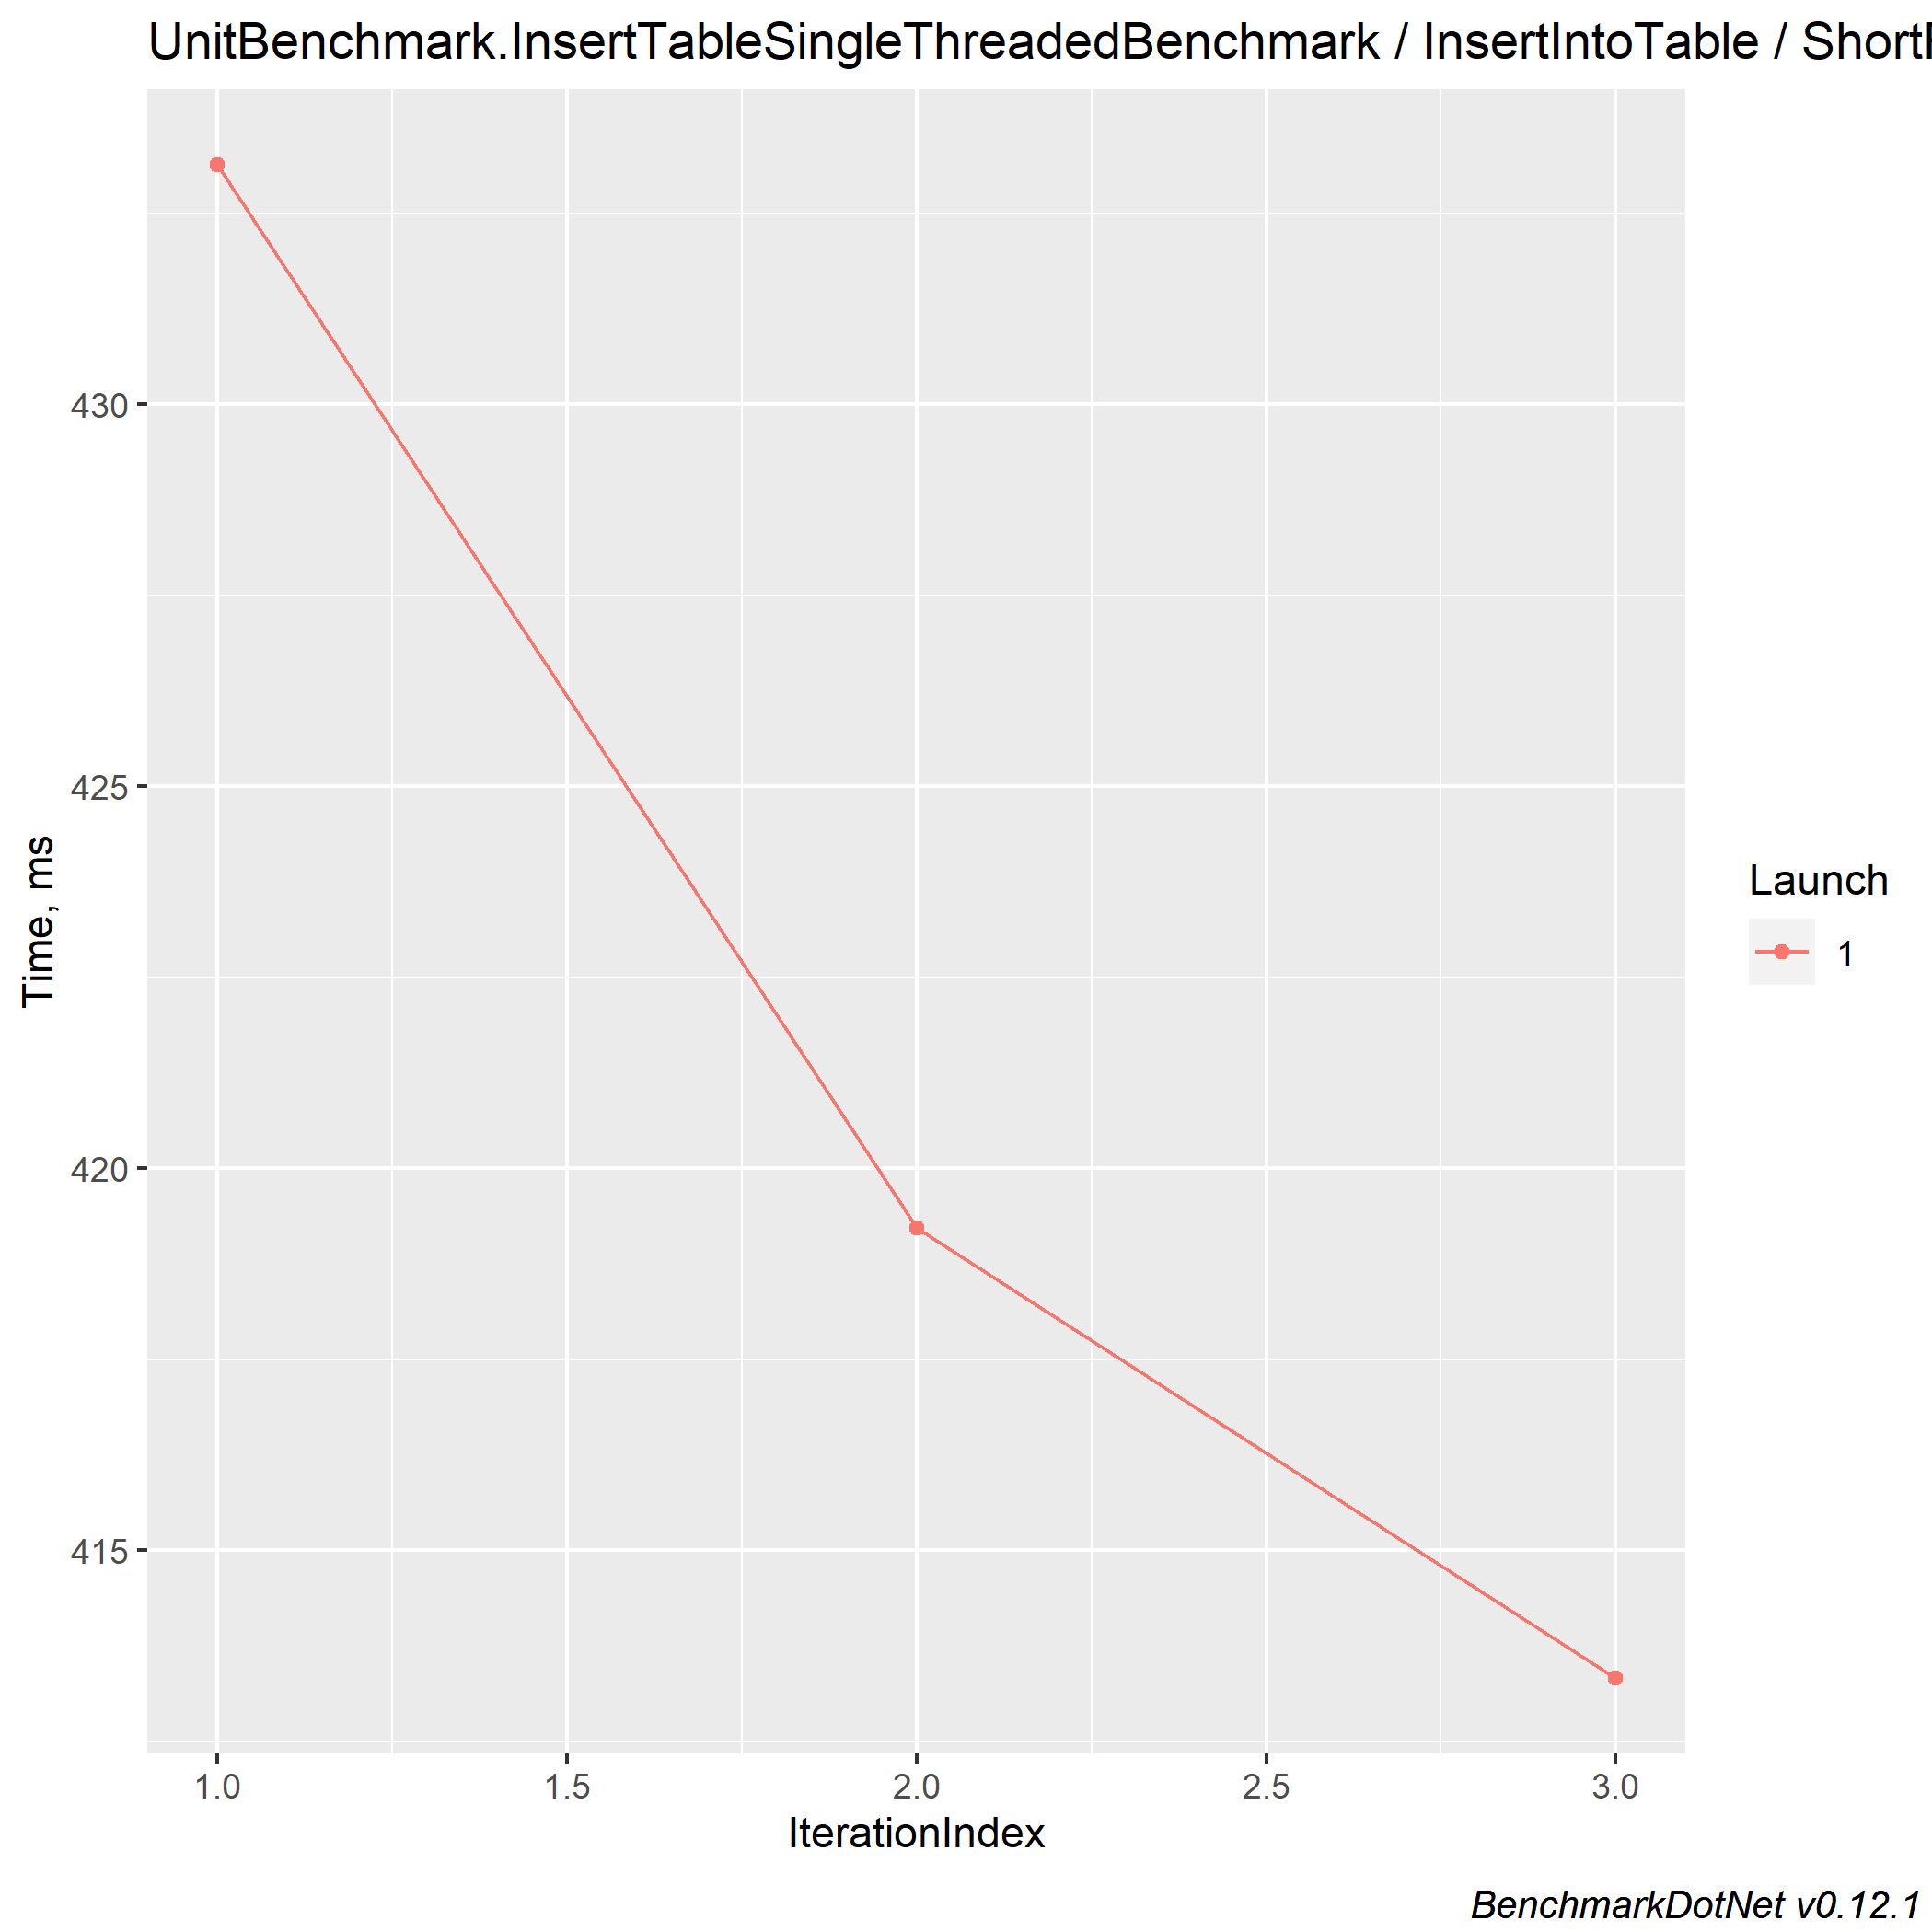 UnitBenchmark.InsertTableSingleThreadedBenchmark / InsertIntoTable / Short
430
425
420
415
Time, ms
1.0 1.5 2.0 2.5 3.0
IterationIndex
Launch
1
BenchmarkDotNet v0.12.1